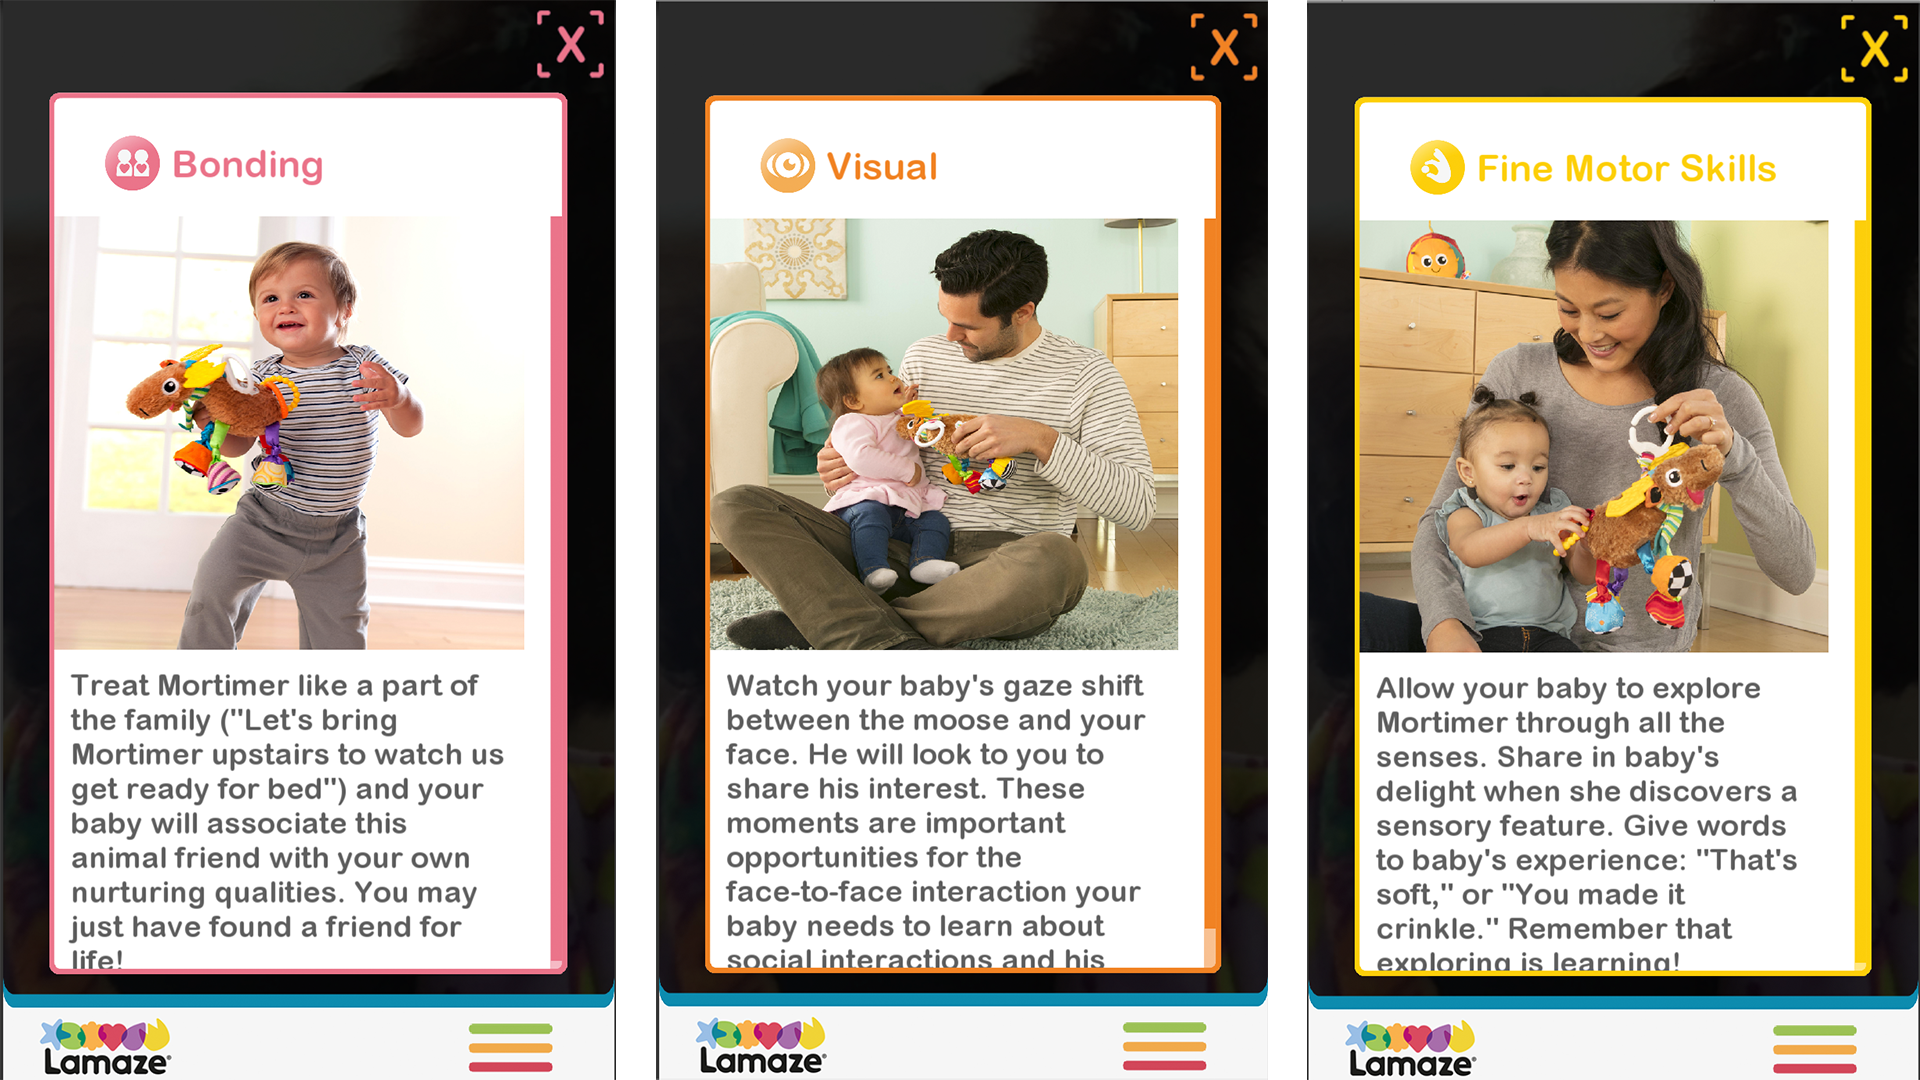 X
Bonding
Treat Mortimer like a part of
the family ("Let's bring
Mortimer upstairs to watch us
get ready for bed") and your
baby will associate this
animal friend with your own
nurturing qualities. You may
just have found a friend for
life!
Lamaze
X
Visual
Watch your baby's gaze shift
between the moose and your
face. He will look to you to
share his interest. These
moments are important
opportunities for the
face-to-face interaction your
baby needs to learn about
social interactions and his
Lamaze
X
Fine Motor Skills
Allow your baby to explore
Mortimer through all the
senses. Share in baby's
delight when she discovers a
sensory feature. Give words
to baby's experience: "That's
soft," or "You made it
crinkle." Remember that
exploring is learning!
Lamaze